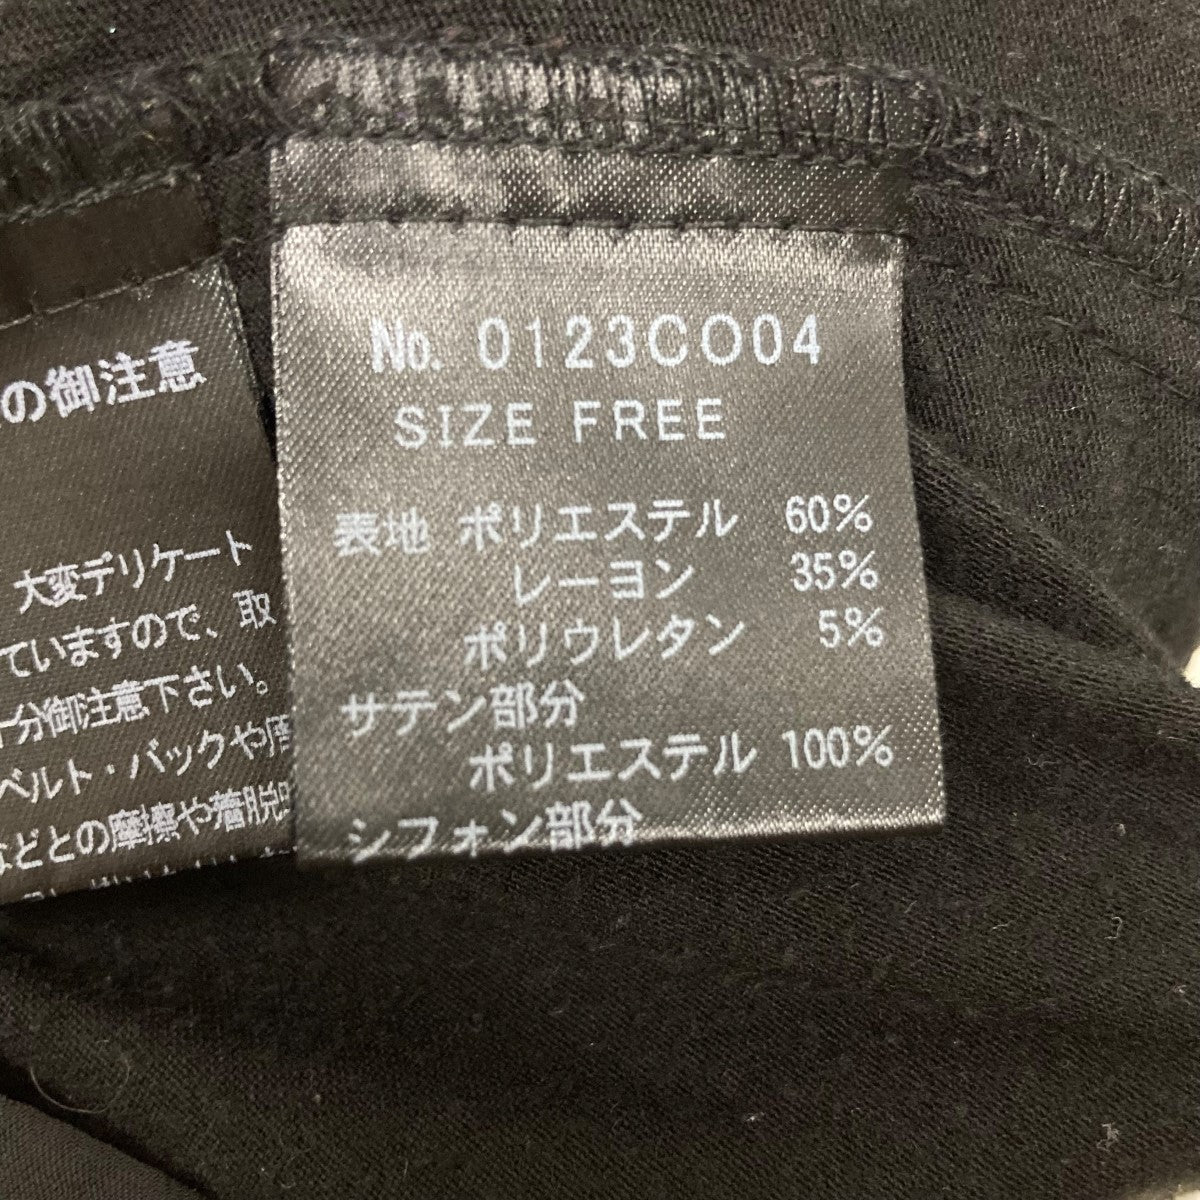 の御注意
大変デリケート
ていますので、取
分御注意下さい。
ベルト・バックや
などとの摩擦や着脱
No. 0123CO04
SIZE FREE
表地 ポリエステル 60%
レーヨン 35%
ポリウレタン 5%
サテン部分
ポリエステル 100%
シフォン部分